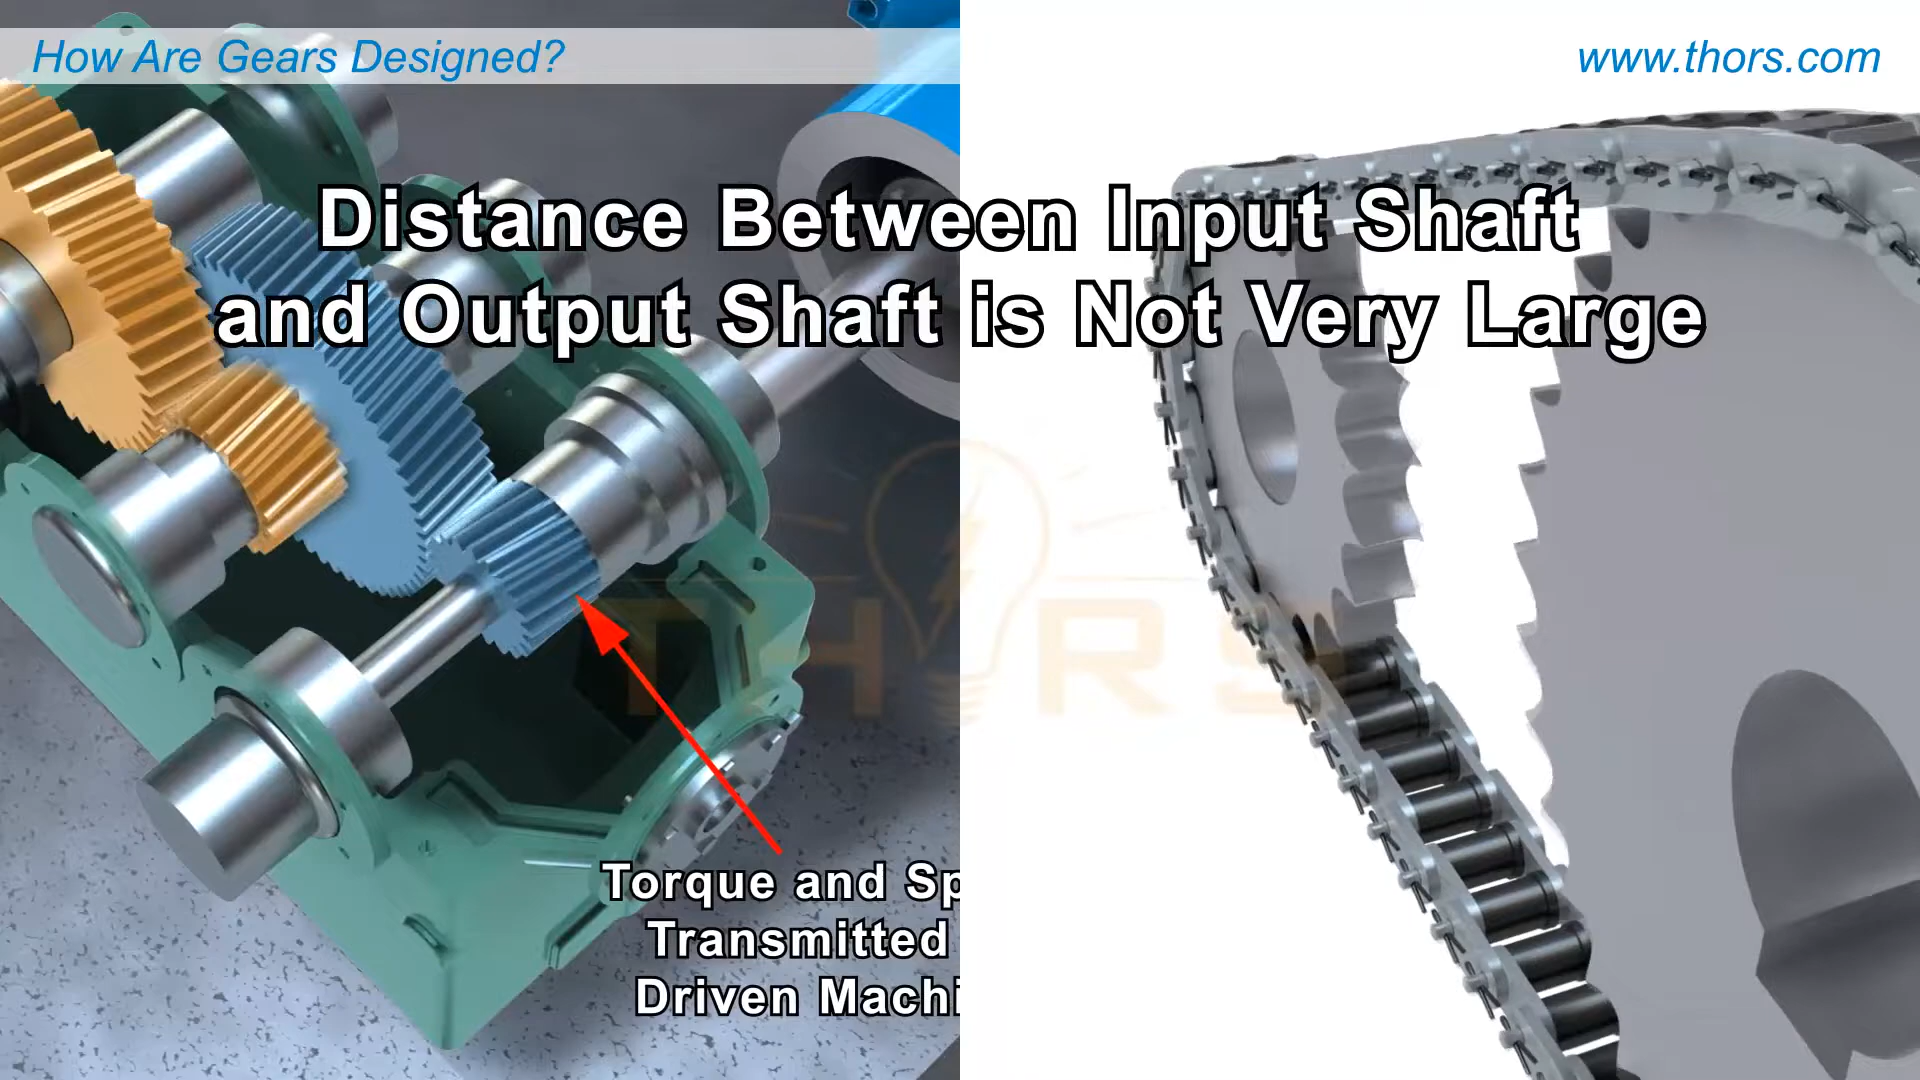 How Are Gears Designed?
www.thors.com
Distance Between Input Shaft
and Output Shaft is Not Very Large
THORS
Torque and Sp
Transmitted
Driven Machi